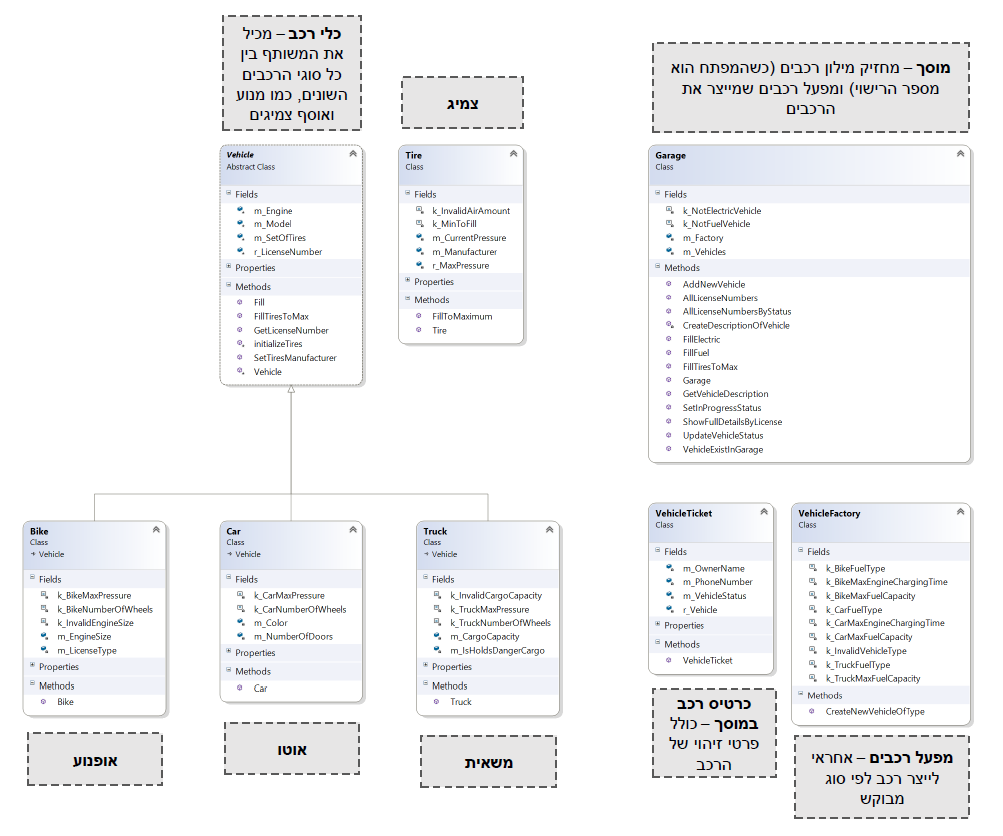 כלי רכב – מכיל
את המשותף בין
כל סוגי הרכבים
השונים, כמו מנוע
ואוסף צמיגים
צמיג
מוסך – מחזיק מילון רכבים (כשהמפתח הוא
מספר הרישוי) ומפעל רכבים שמייצר את
הרכבים
Vehicle
Abstract Class
Fields
m_Engine
m_Model
m_SetOfTires
r_LicenseNumber
Properties
Methods
Fill
FillTiresToMax
GetLicenseNumber
initializeTires
SetTiresManufacturer
Vehicle
Tire
Class
Fields
k_InvalidAirAmount
k_MinToFill
m_CurrentPressure
m_Manufacturer
r_MaxPressure
Properties
Methods
FillToMaximum
Tire
Garage
Class
Fields
k_NotElectricVehicle
k_NotFuelVehicle
m_Factory
m_Vehicles
Methods
AddNewVehicle
AllLicenseNumbers
AllLicenseNumbersByStatus
CreateDescriptionOfVehicle
FillElectric
FillFuel
FillTiresToMax
Garage
GetVehicleDescription
SetInProgressStatus
ShowFullDetailsByLicense
UpdateVehicleStatus
VehicleExistInGarage
Bike
Class
Vehicle
Fields
k_BikeMaxPressure
k_BikeNumberOfWheels
k_InvalidEngineSize
m_EngineSize
m_LicenseType
Properties
Methods
Bike
Car
Class
Vehicle
Fields
k_CarMaxPressure
k_CarNumberOfWheels
m_Color
m_NumberOfDoors
Properties
Methods
Car
Truck
Class
Vehicle
Fields
k_InvalidCargoCapacity
k_TruckMaxPressure
k_TruckNumberOfWheels
m_CargoCapacity
m_IsHoldsDangerCargo
Properties
Methods
Truck
VehicleTicket
Class
Fields
m_OwnerName
m_PhoneNumber
m_VehicleStatus
r_Vehicle
Properties
Methods
VehicleTicket
VehicleFactory
Class
Fields
k_BikeFuelType
k_BikeMaxEngineChargingTime
k_BikeMaxFuelCapacity
k_CarFuelType
k_CarMaxEngineChargingTime
k_CarMaxFuelCapacity
k_InvalidVehicleType
k_TruckFuelType
k_TruckMaxFuelCapacity
Methods
CreateNewVehicleOfType
אופנוע
אוטו
משאית
כרטיס רכב
במוסך – כולל
פרטי זיהוי של
הרכב
מפעל רכבים – אחראי
לייצר רכב לפי סוג
מבוקש